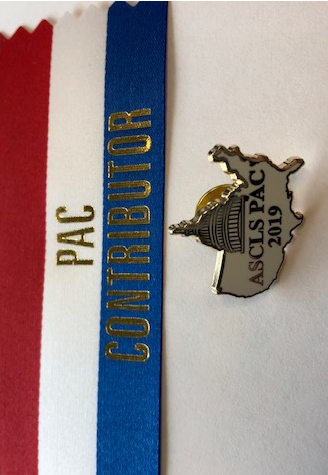 PAC
CONTRIBUTOR
ASCLS PAC
2019